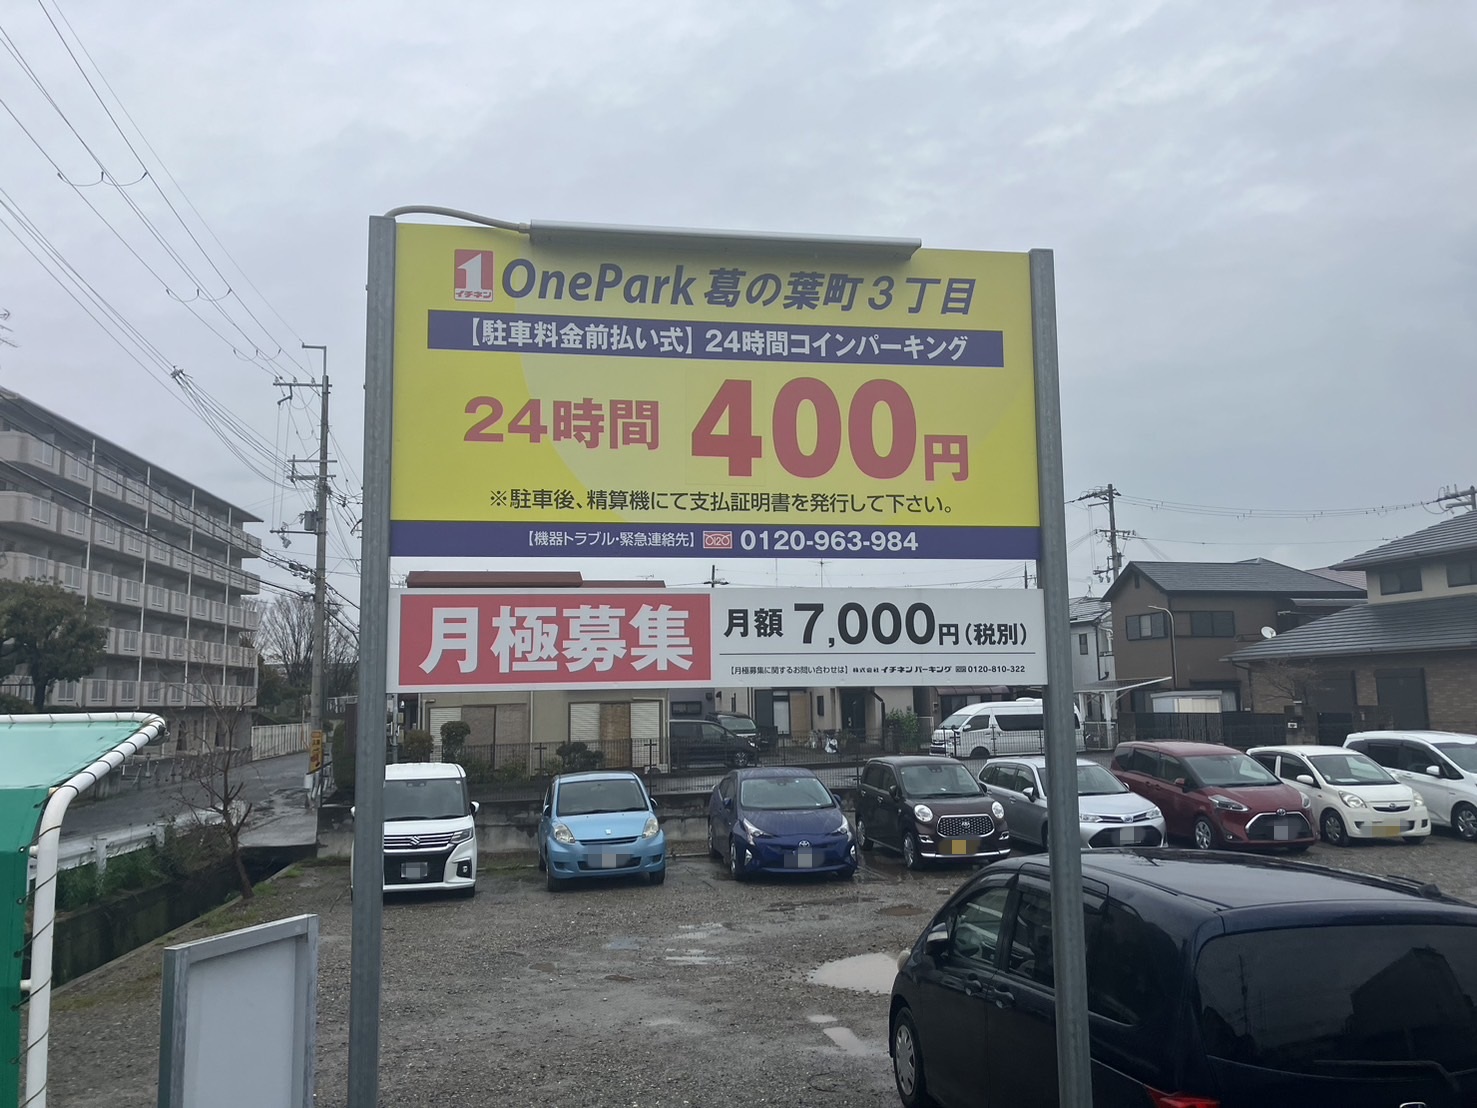 1 OnePark 葛の葉町3丁目
イチネン
【駐車料金前払い式】24時間コインパーキング
24時間 400円
※駐車後、精算機にて支払証明書を発行して下さい。
【機器トラブル・緊急連絡先】 0120-963-984
月極募集 月額 7,000円(税別)
【月極募集に関するお問い合わせは】 株式会社 イチネンパーキング 0120-810-322